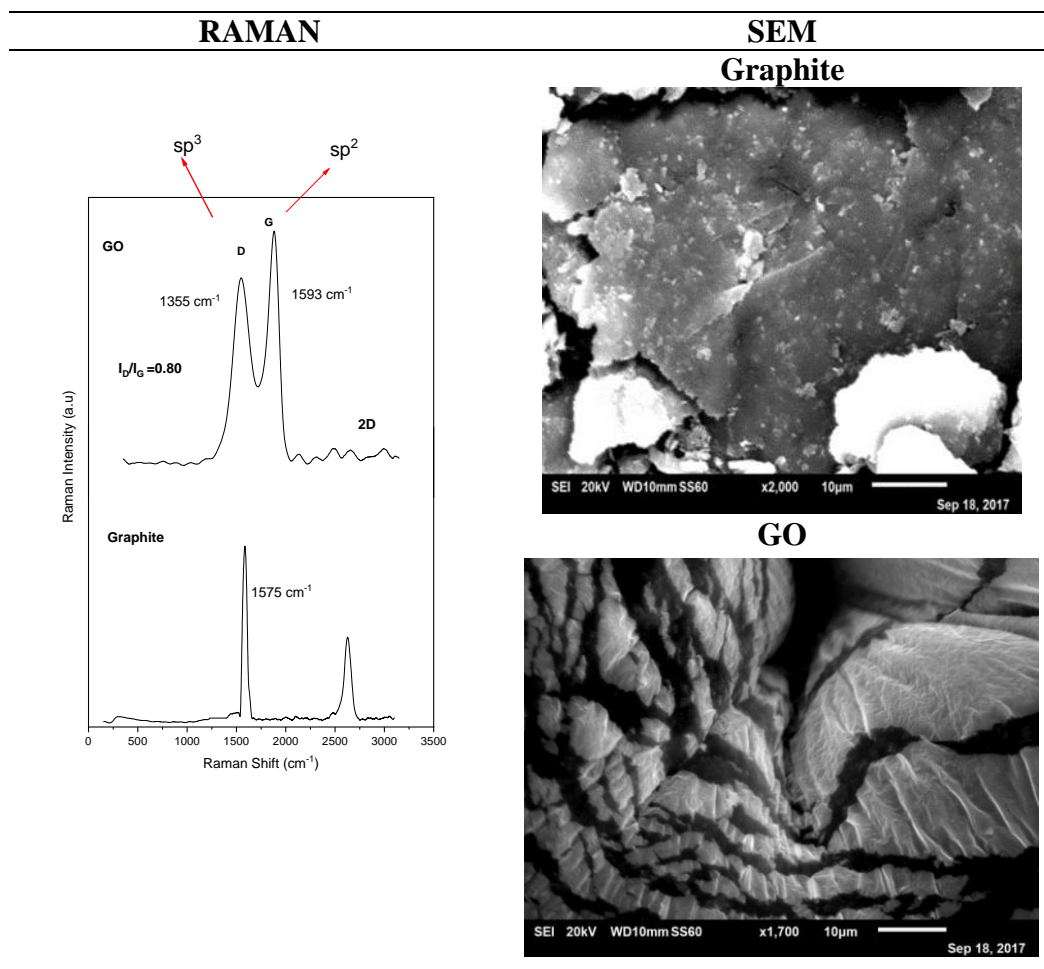 RAMAN
SEM
Graphite
sp³
sp²
GO
D
G
1355 cm⁻¹
1593 cm⁻¹
I_D/I_G =0.80
2D
Graphite
1575 cm⁻¹
Raman Intensity (a.u)
0 500 1000 1500 2000 2500 3000 3500
Raman Shift (cm⁻¹)
SEI 20kV WD10mm SS60 x2,000 10µm
Sep 18, 2017
GO
SEI 20kV WD10mm SS60 x1,700 10µm
Sep 18, 2017